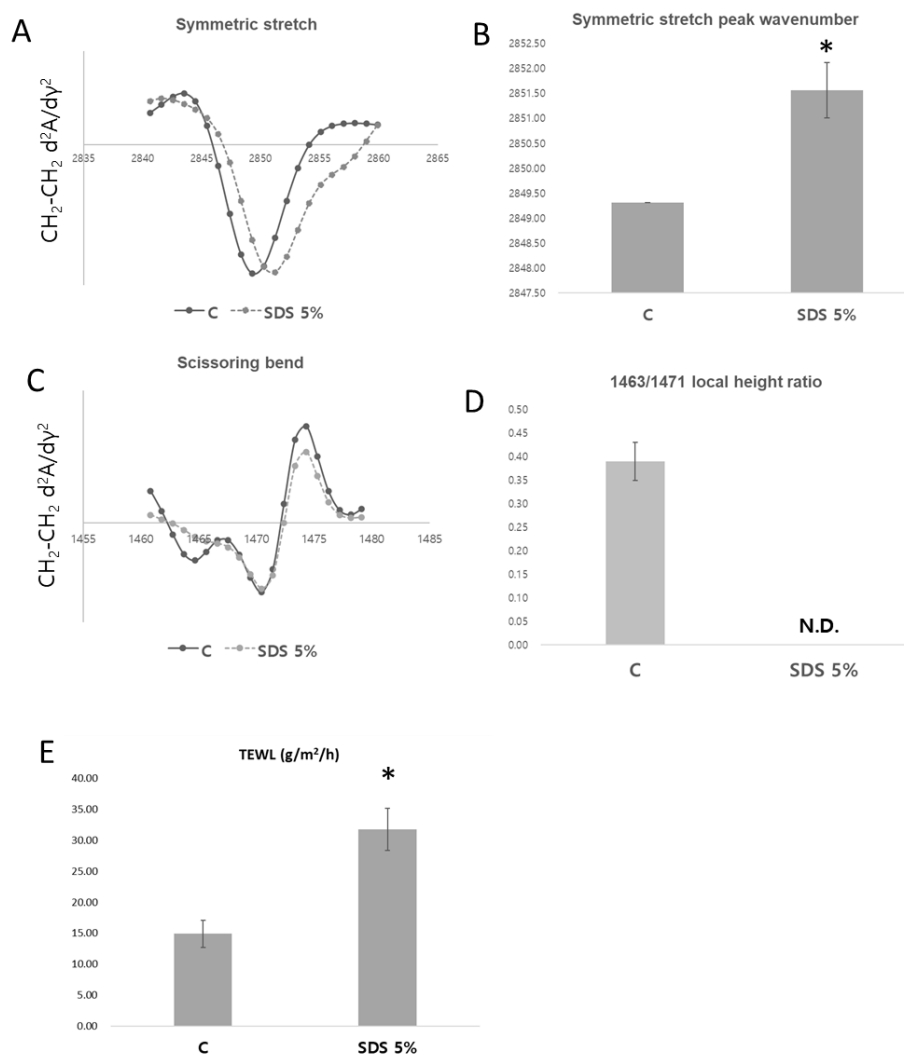 A
Symmetric stretch
CH₂-CH₂ d²A/dγ²
2835 2840 2845 2850 2855 2860 2865
C SDS 5%
B
Symmetric stretch peak wavenumber
*
2852.50
2852.00
2851.50
2851.00
2850.50
2850.00
2849.50
2849.00
2848.50
2848.00
2847.50
C SDS 5%
C
Scissoring bend
CH₂-CH₂ d²A/dγ²
1455 1460 1465 1470 1475 1480 1485
C SDS 5%
D
1463/1471 local height ratio
0.50
0.45
0.40
0.35
0.30
0.25
0.20
0.15
0.10
0.05
0.00
N.D.
C SDS 5%
E
TEWL (g/m²/h)
*
40.00
35.00
30.00
25.00
20.00
15.00
10.00
5.00
0.00
C SDS 5%